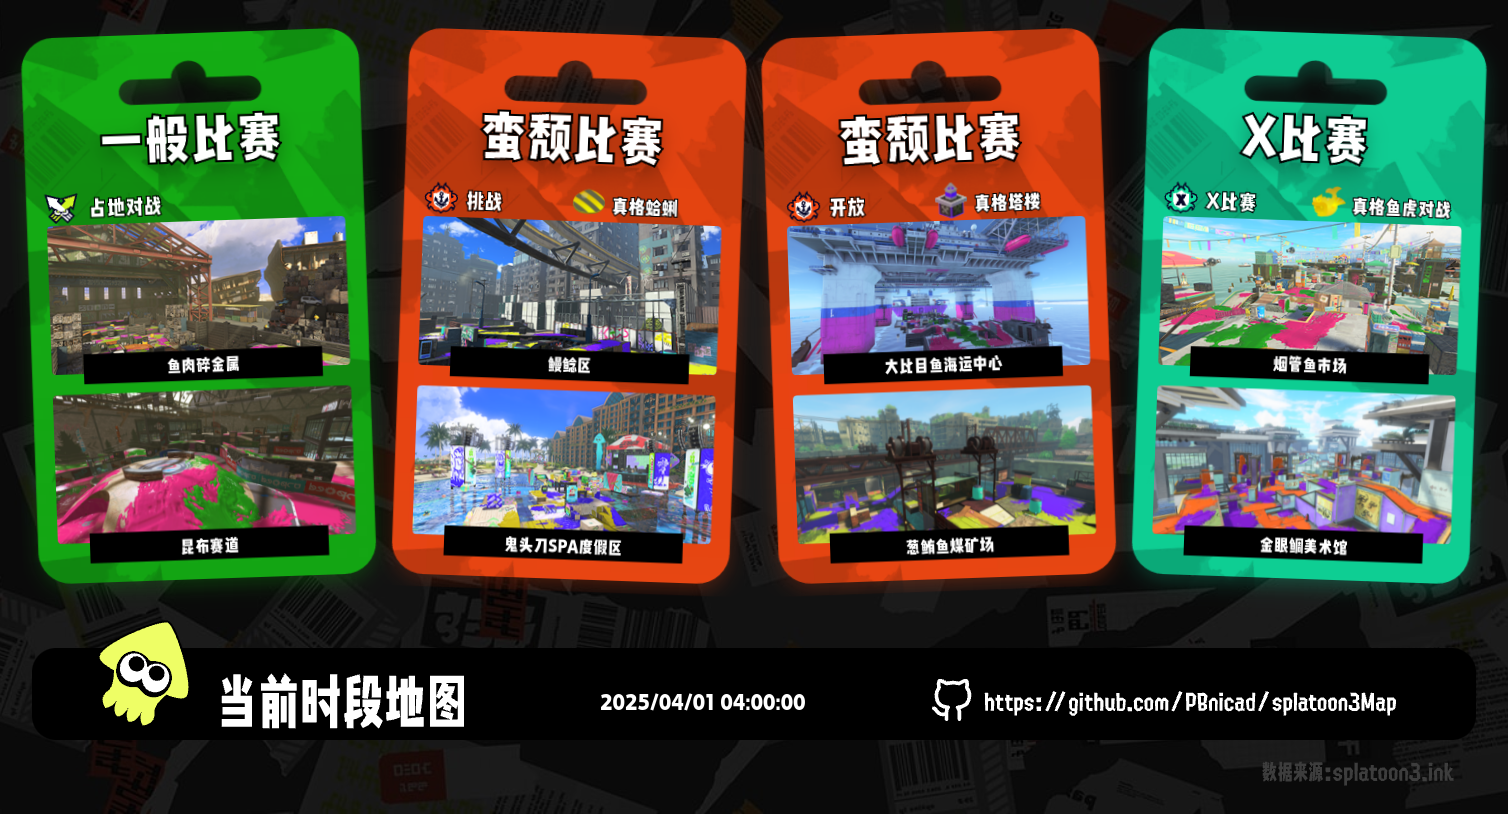 一般比赛
占地对战
鱼肉碎金属
昆布赛道
蛮颓比赛
挑战
真格蛤蜊
鳗鲶区
鬼头刀SPA度假区
蛮颓比赛
开放
真格塔楼
大比目鱼海运中心
葱鲔鱼煤矿场
X比赛
X比赛
真格鱼虎对战
烟管鱼市场
金眼鲷美术馆
当前时段地图
2025/04/01 04:00:00
https://github.com/PBnicad/splatoon3Map
数据来源:splatoon3.ink